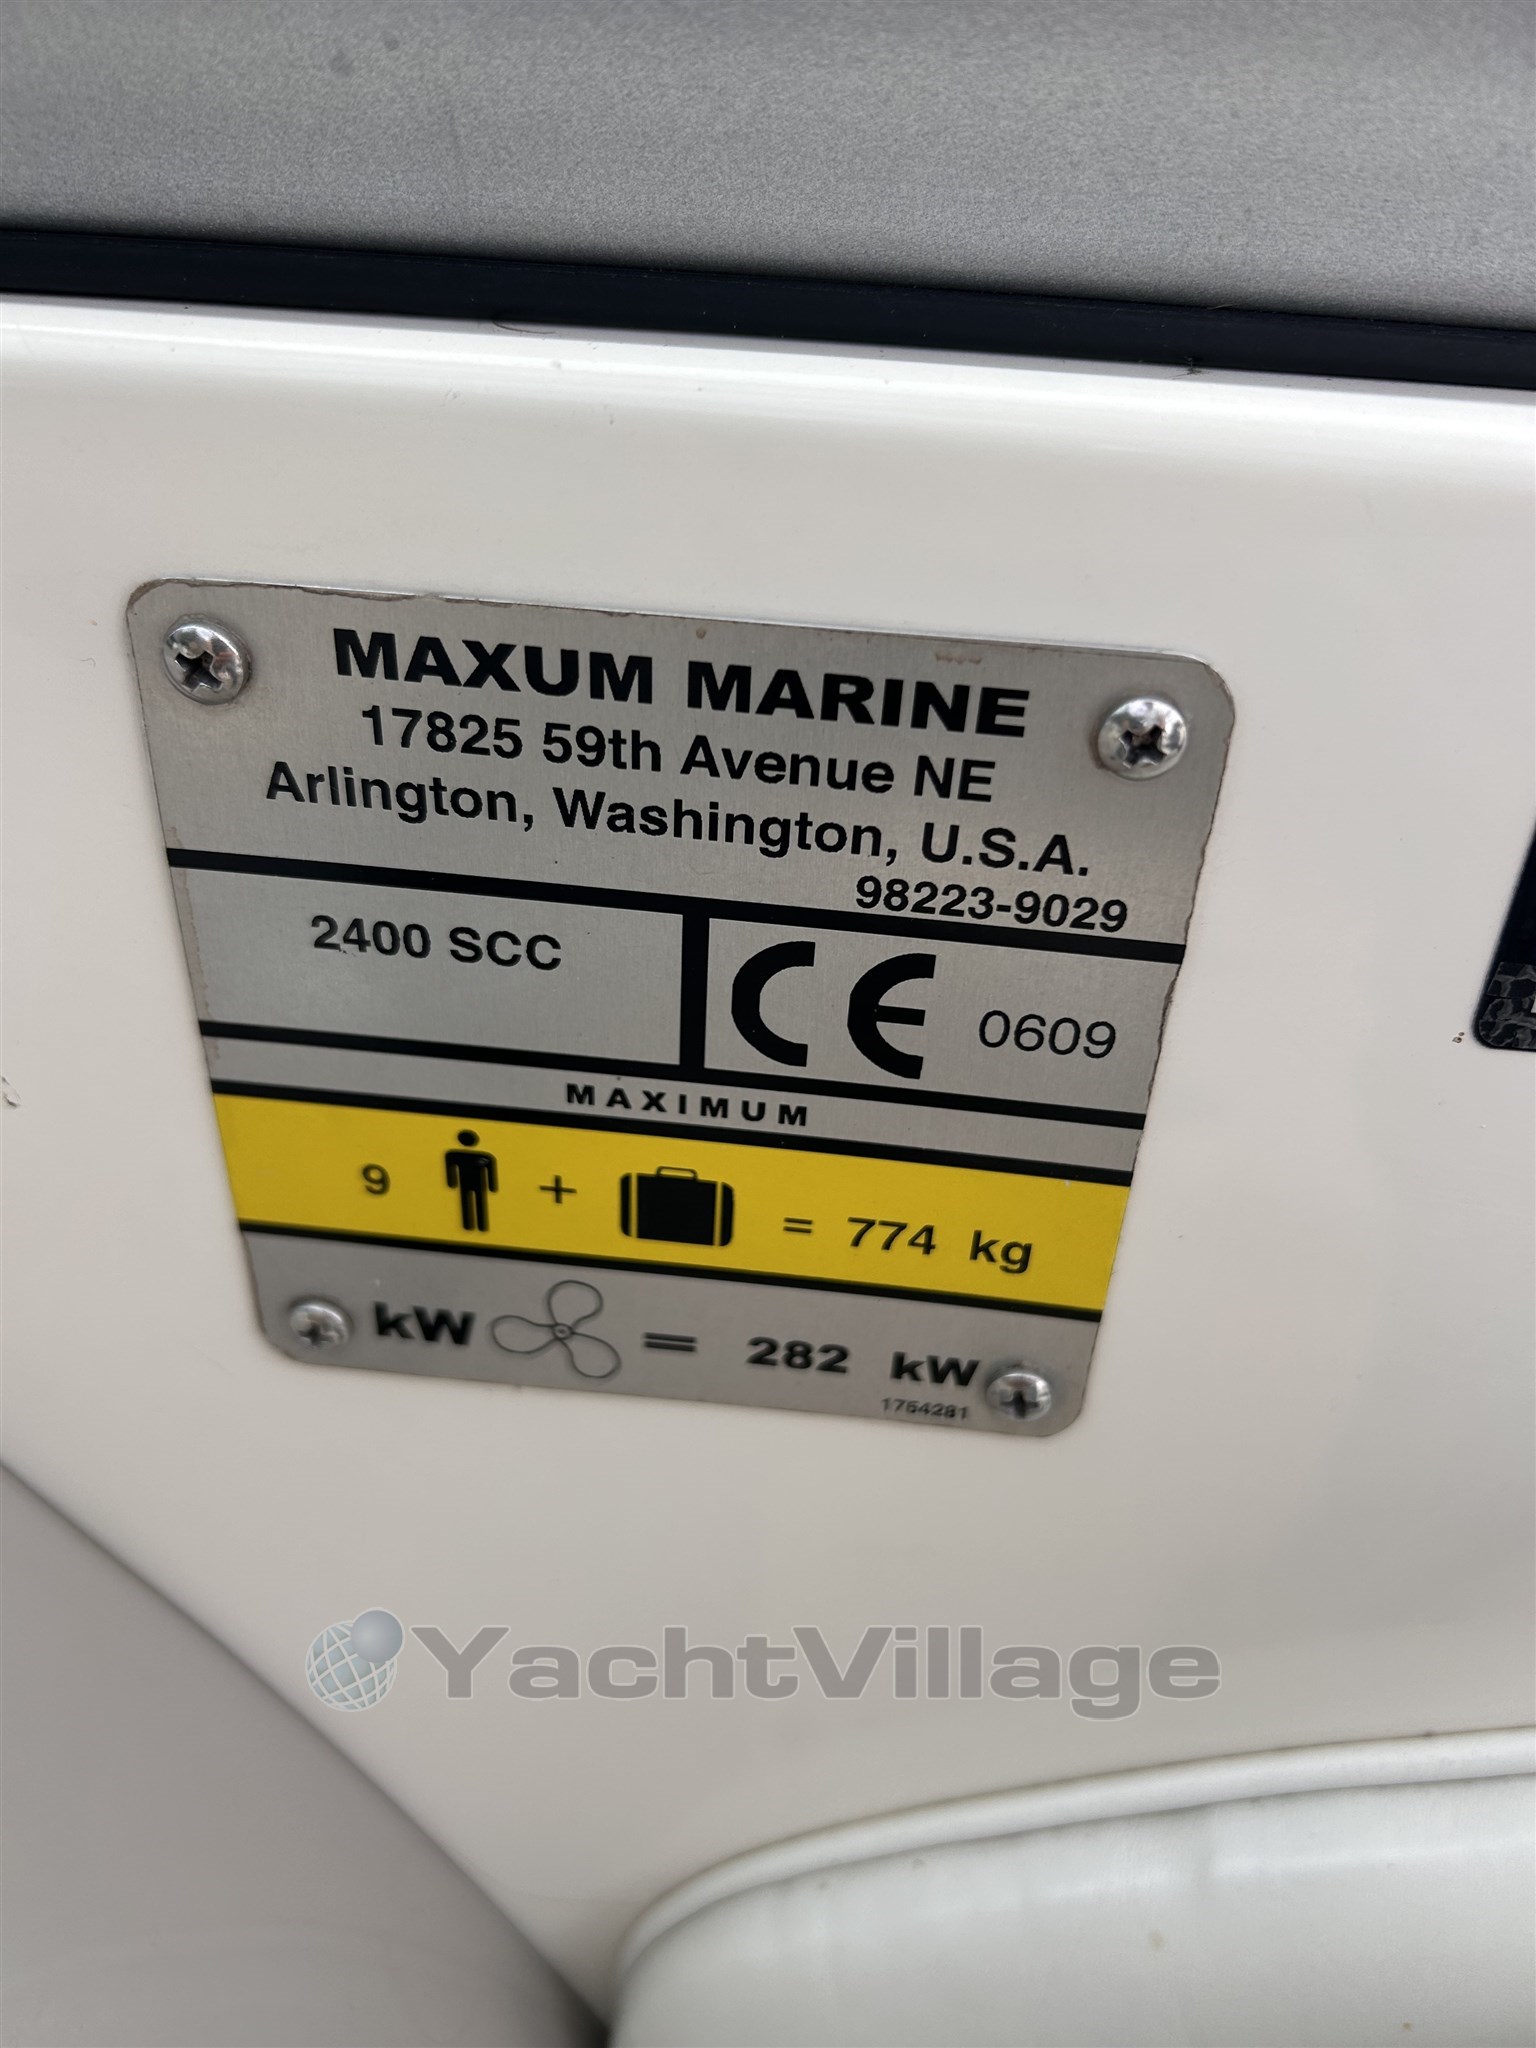 MAXUM MARINE
17825 59th Avenue NE
Arlington, Washington, U.S.A.
98223-9029
2400 SCC
CE 0609
MAXIMUM
9 + = 774 kg
kW = 282 kW
1754281
YachtVillage